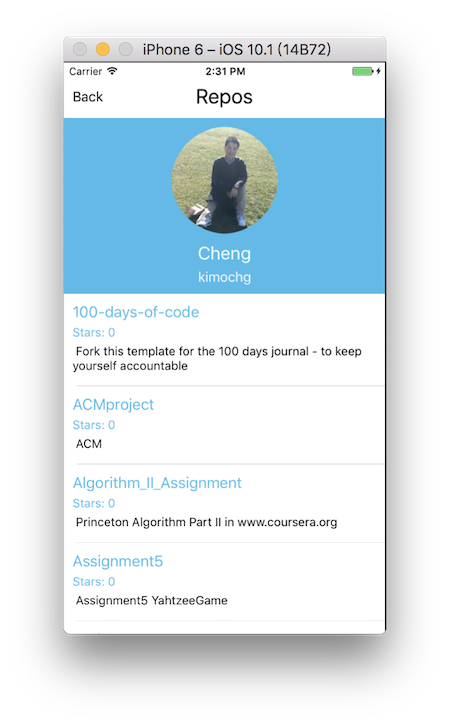 iPhone 6 – iOS 10.1 (14B72)
Carrier 2:31 PM
Back Repos
Cheng
kimochg
100-days-of-code
Stars: 0
Fork this template for the 100 days journal - to keep
yourself accountable
ACMproject
Stars: 0
ACM
Algorithm_II_Assignment
Stars: 0
Princeton Algorithm Part II in www.coursera.org
Assignment5
Stars: 0
Assignment5 YahtzeeGame